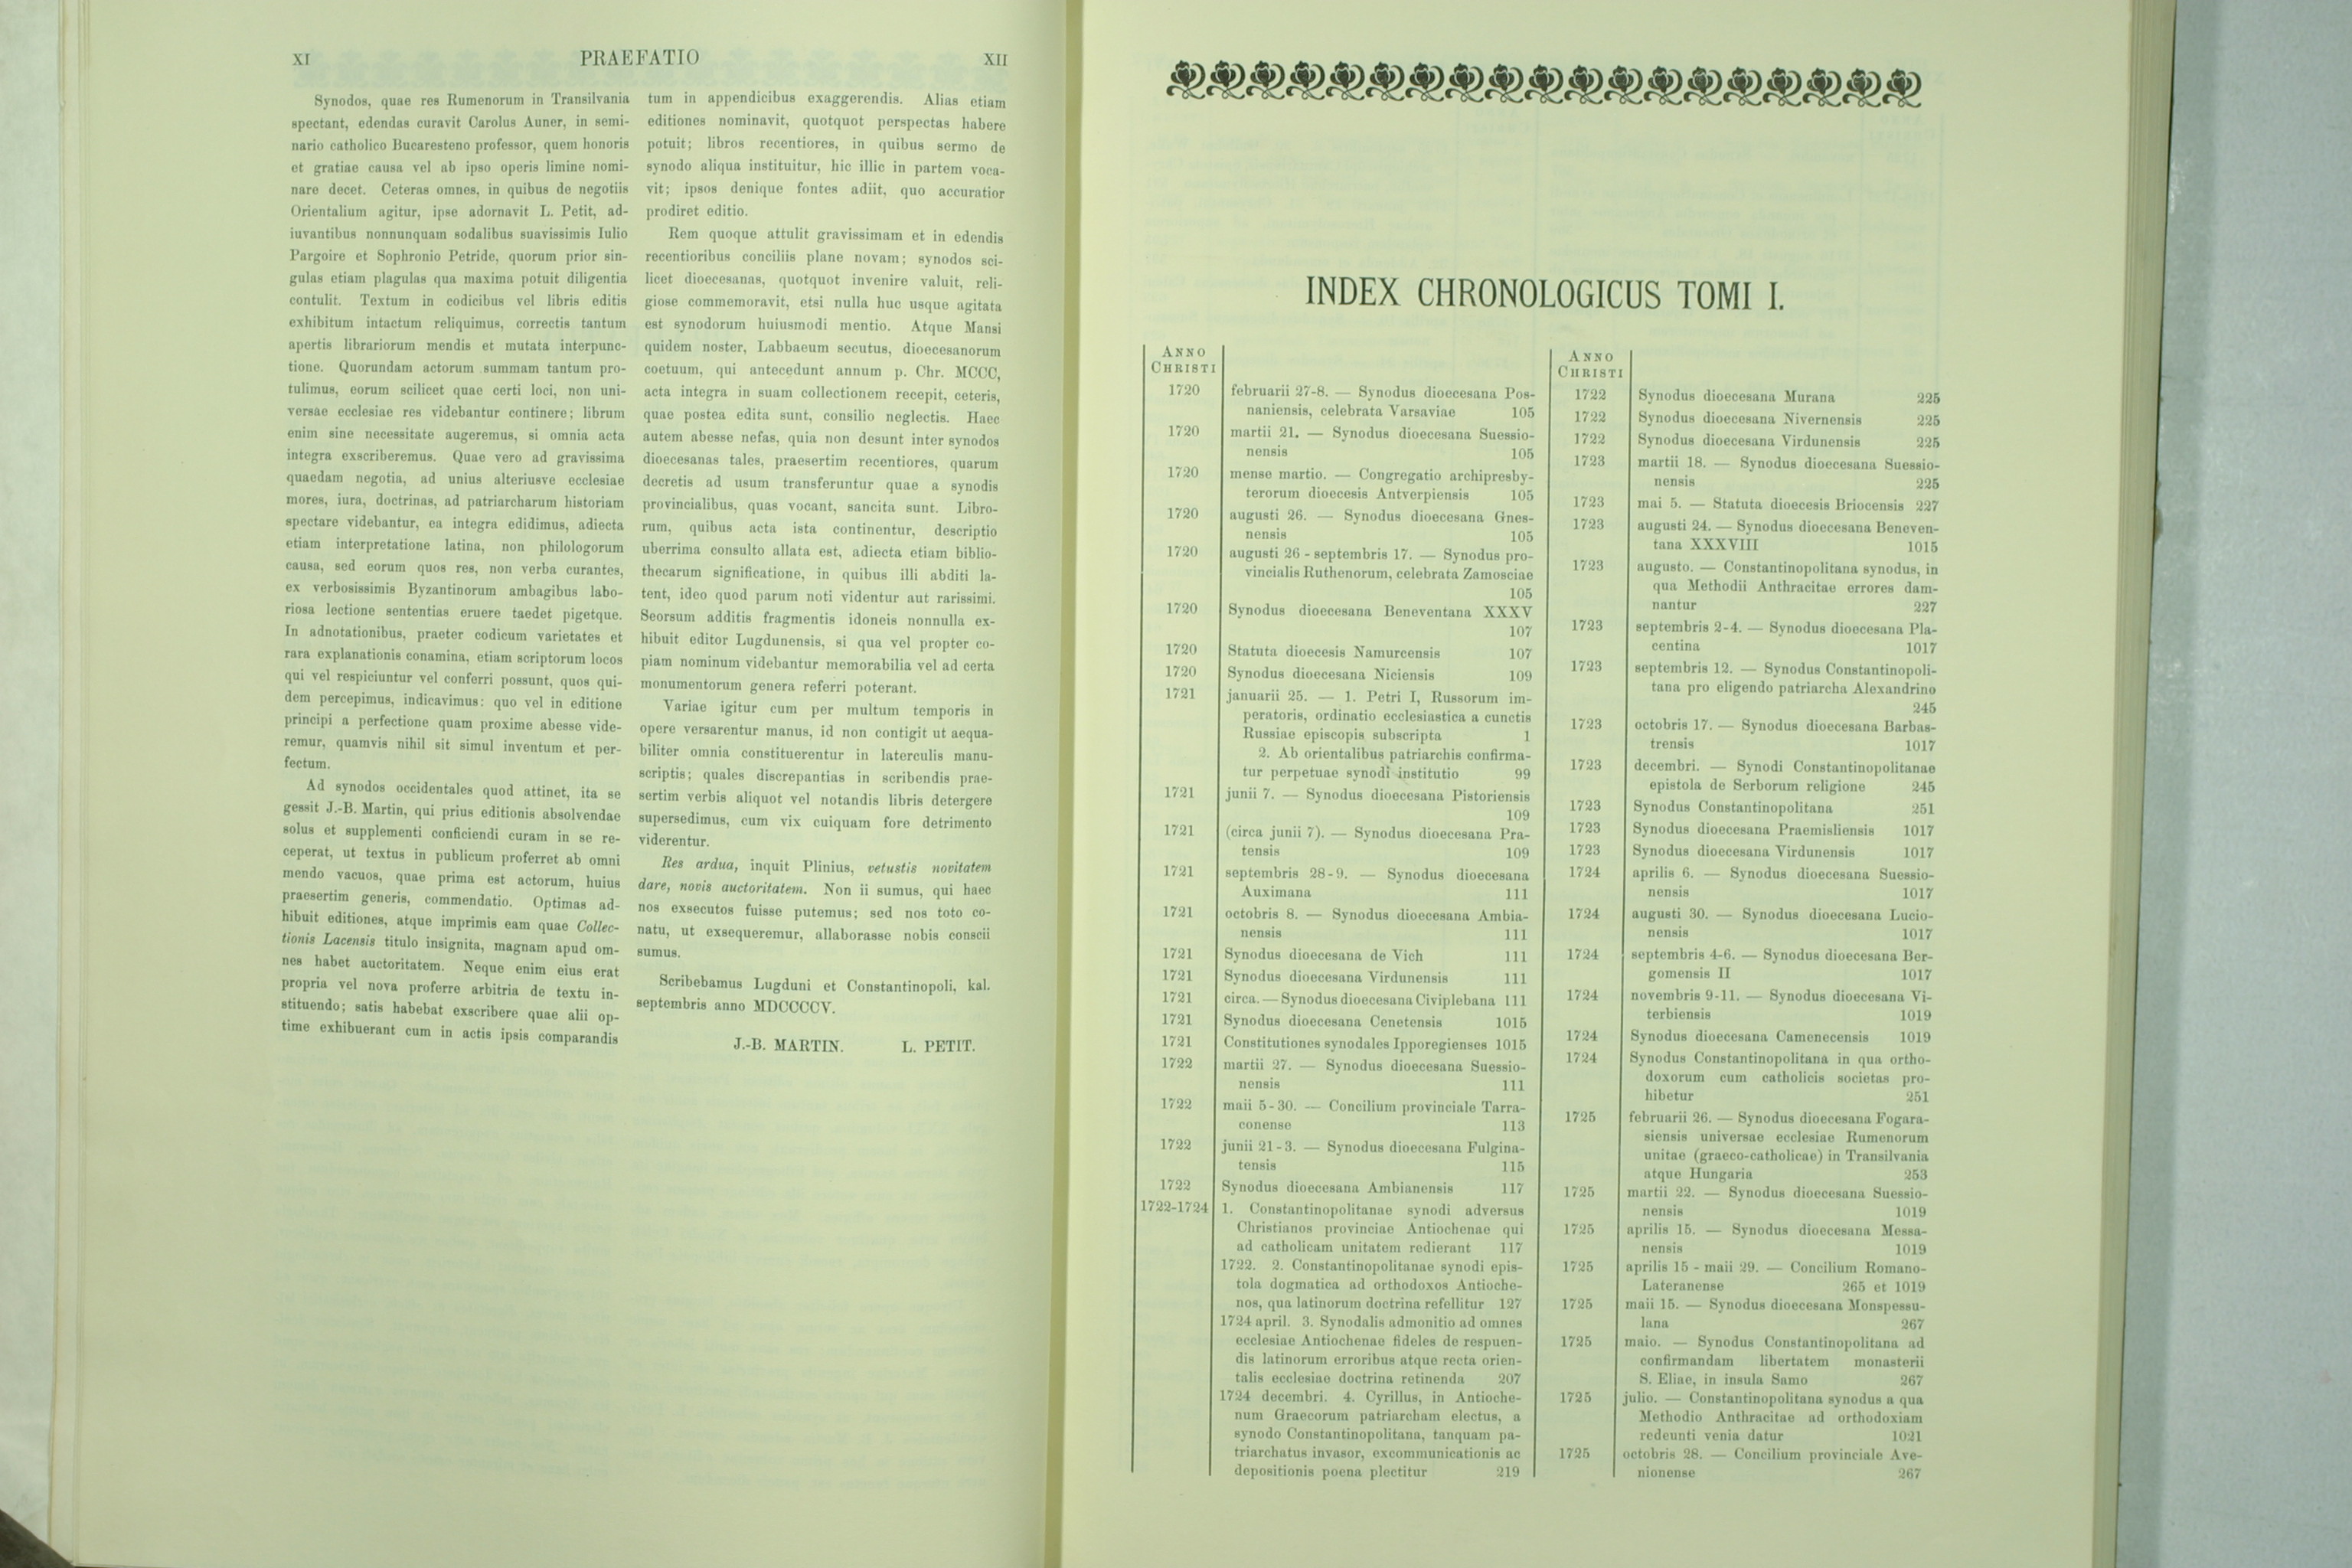 XI
PRAEFATIO
XII
Synodos, quae res Rumenorum in Transilvania
spectant, edendas curavit Carolus Auner, in semi-
nario catholico Bucaresteno professor, quem honoris
et gratiae causa vel ab ipso operis limine nomi-
nare decet. Ceteras omnes, in quibus de negotiis
Orientalium agitur, ipse adornavit L. Petit, ad-
iuvantibus nonnunquam sodalibus suavissimis Iulio
Pargoire et Sophronio Petride, quorum prior sin-
gulas etiam plagulas qua maxima potuit diligentia
contulit. Textum in codicibus vel libris editis
exhibitum intactum reliquimus, correctis tantum
apertis librariorum mendis et mutata interpunc-
tione. Quorundam actorum summam tantum pro-
tulimus, eorum scilicet quae certi loci, non uni-
versae ecclesiae res videbantur continere; librum
enim sine necessitate augeremus, si omnia acta
integra exscriberemus. Quae vero ad gravissima
quaedam negotia, ad unius alteriusve ecclesiae
mores, iura, doctrinas, ad patriarcharum historiam
spectare videbantur, ea integra edidimus, adiecta
etiam interpretatione latina, non philologorum
causa, sed eorum quos res, non verba curantes,
ex verbosissimis Byzantinorum ambagibus labo-
riosa lectione sententias eruere taedet pigetque.
In adnotationibus, praeter codicum varietates et
rara explanationis conamina, etiam scriptorum locos
qui vel respiciuntur vel conferri possunt, quos qui-
dem percepimus, indicavimus: quo vel in editione
principi a perfectione quam proxime abesse vide-
remur, quamvis nihil sit simul inventum et per-
fectum.
Ad synodos occidentales quod attinet, ita se
gessit J.-B. Martin, qui prius editionis absolvendae
solus et supplementi conficiendi curam in se re-
ceperat, ut textus in publicum proferret ab omni
mendo vacuos, quae prima est actorum, huius
praesertim generis, commendatio. Optimas ad-
hibuit editiones, atque imprimis eam quae Collec-
tionis Lacensis titulo insignita, magnam apud om-
nes habet auctoritatem. Neque enim eius erat
propria vel nova proferre arbitria de textu in-
stituendo; satis habebat exscribere quae alii op-
time exhibuerant cum in actis ipsis comparandis
tum in appendicibus exaggerendis. Alias etiam
editiones nominavit, quotquot perspectas habere
potuit; libros recentiores, in quibus sermo de
synodo aliqua instituitur, hic illic in partem voca-
vit; ipsos denique fontes adiit, quo accuratior
prodiret editio.
Rem quoque attulit gravissimam et in edendis
recentioribus conciliis plane novam; synodos sci-
licet dioecesanas, quotquot invenire valuit, reli-
giose commemoravit, etsi nulla huc usque agitata
est synodorum huiusmodi mentio. Atque Mansi
quidem noster, Labbaeum secutus, dioecesanorum
coetuum, qui antecedunt annum p. Chr. MCCC,
acta integra in suam collectionem recepit, ceteris,
quae postea edita sunt, consilio neglectis. Haec
autem abesse nefas, quia non desunt inter synodos
dioecesanas tales, praesertim recentiores, quarum
decretis ad usum transferuntur quae a synodis
provincialibus, quas vocant, sancita sunt. Libro-
rum, quibus acta ista continentur, descriptio
uberrima consulto allata est, adiecta etiam biblio-
thecarum significatione, in quibus illi abditi la-
tent, ideo quod parum noti videntur aut rarissimi.
Seorsum additis fragmentis idoneis nonnulla ex-
hibuit editor Lugdunensis, si qua vel propter co-
piam nominum videbantur memorabilia vel ad certa
monumentorum genera referri poterant.
Variae igitur cum per multum temporis in
opere versarentur manus, id non contigit ut aequa-
biliter omnia constituerentur in laterculis manu-
scriptis; quales discrepantias in scribendis prae-
sertim verbis aliquot vel notandis libris detergere
supersedimus, cum vix cuiquam fore detrimento
viderentur.
Res ardua, inquit Plinius, vetustis novitatem
dare, novis auctoritatem. Non ii sumus, qui haec
nos exsecutos fuisse putemus; sed nos toto co-
natu, ut exsequeremur, allaborasse nobis conscii
sumus.
Scribebamus Lugduni et Constantinopoli, kal.
septembris anno MDCCCCV.
J.-B. MARTIN. L. PETIT.
INDEX CHRONOLOGICUS TOMI I.
ANNO
CHRISTI
1720 februarii 27-8. — Synodus dioecesana Pos-
naniensis, celebrata Varsaviae 105
1720 martii 21. — Synodus dioecesana Suessio-
nensis 105
1720 mense martio. — Congregatio archipresby-
terorum dioecesis Antverpiensis 105
1720 augusti 26. — Synodus dioecesana Gnes-
nensis 105
1720 augusti 26 - septembris 17. — Synodus pro-
vincialis Ruthenorum, celebrata Zamosciae
105
1720 Synodus dioecesana Beneventana XXXV
107
1720 Statuta dioecesis Namurcensis 107
1720 Synodus dioecesana Niciensis 109
1721 januarii 25. — 1. Petri I, Russorum im-
peratoris, ordinatio ecclesiastica a cunctis
Russiae episcopis subscripta 1
2. Ab orientalibus patriarchis confirma-
tur perpetuae synodi institutio 99
1721 junii 7. — Synodus dioecesana Pistoriensis
109
1721 (circa junii 7). — Synodus dioecesana Pra-
tensis 109
1721 septembris 28-9. — Synodus dioecesana
Auximana 111
1721 octobris 8. — Synodus dioecesana Ambia-
nensis 111
1721 Synodus dioecesana de Vich 111
1721 Synodus dioecesana Virdunensis 111
1721 circa. — Synodus dioecesana Civiplebana 111
1721 Synodus dioecesana Cenetensis 1015
1721 Constitutiones synodales Ipporegienses 1015
1722 martii 27. — Synodus dioecesana Suessio-
nensis 111
1722 maii 5-30. — Concilium provinciale Tarra-
conense 113
1722 junii 21-3. — Synodus dioecesana Fulgina-
tensis 115
1722 Synodus dioecesana Ambianensis 117
1722-1724 1. Constantinopolitanae synodi adversus
Christianos provinciae Antiochenae qui
ad catholicam unitatem redierant 117
1722. 2. Constantinopolitanae synodi epis-
tola dogmatica ad orthodoxos Antioche-
nos, qua latinorum doctrina refellitur 127
1724 april. 3. Synodalis admonitio ad omnes
ecclesiae Antiochenae fideles de respuen-
dis latinorum erroribus atque recta orien-
talis ecclesiae doctrina retinenda 207
1724 decembri. 4. Cyrillus, in Antioche-
num Graecorum patriarcham electus, a
synodo Constantinopolitana, tanquam pa-
triarchatus invasor, excommunicationis ac
depositionis poena plectitur 219
ANNO
CHRISTI
1722 Synodus dioecesana Murana 225
1722 Synodus dioecesana Nivernensis 225
1722 Synodus dioecesana Virdunensis 225
1723 martii 18. — Synodus dioecesana Suessio-
nensis 225
1723 mai 5. — Statuta dioecesis Briocensis 227
1723 augusti 24. — Synodus dioecesana Beneven-
tana XXXVIII 1015
1723 augusto. — Constantinopolitana synodus, in
qua Methodii Anthracitae errores dam-
nantur 227
1723 septembris 2-4. — Synodus dioecesana Pla-
centina 1017
1723 septembris 12. — Synodus Constantinopoli-
tana pro eligendo patriarcha Alexandrino
245
1723 octobris 17. — Synodus dioecesana Barbas-
trensis 1017
1723 decembri. — Synodi Constantinopolitanae
epistola de Serborum religione 245
1723 Synodus Constantinopolitana 251
1723 Synodus dioecesana Praemisliensis 1017
1723 Synodus dioecesana Virdunensis 1017
1724 aprilis 6. — Synodus dioecesana Suessio-
nensis 1017
1724 augusti 30. — Synodus dioecesana Lucio-
nensis 1017
1724 septembris 4-6. — Synodus dioecesana Ber-
gomensis II 1017
1724 novembris 9-11. — Synodus dioecesana Vi-
terbiensis 1019
1724 Synodus dioecesana Camenecensis 1019
1724 Synodus Constantinopolitana in qua ortho-
doxorum cum catholicis societas pro-
hibetur 251
1725 februarii 26. — Synodus dioecesana Fogara-
siensis universae ecclesiae Rumenorum
unitae (graeco-catholicae) in Transilvania
atque Hungaria 253
1725 martii 22. — Synodus dioecesana Suessio-
nensis 1019
1725 aprilis 15. — Synodus dioecesana Messa-
nensis 1019
1725 aprilis 15 - maii 29. — Concilium Romano-
Lateranense 265 et 1019
1725 maii 15. — Synodus dioecesana Monspessu-
lana 267
1725 maio. — Synodus Constantinopolitana ad
confirmandam libertatem monasterii
S. Eliae, in insula Samo 267
1725 julio. — Constantinopolitana synodus a qua
Methodio Anthracitae ad orthodoxiam
redeunti venia datur 1021
1725 octobris 28. — Concilium provinciale Ave-
nionense 267